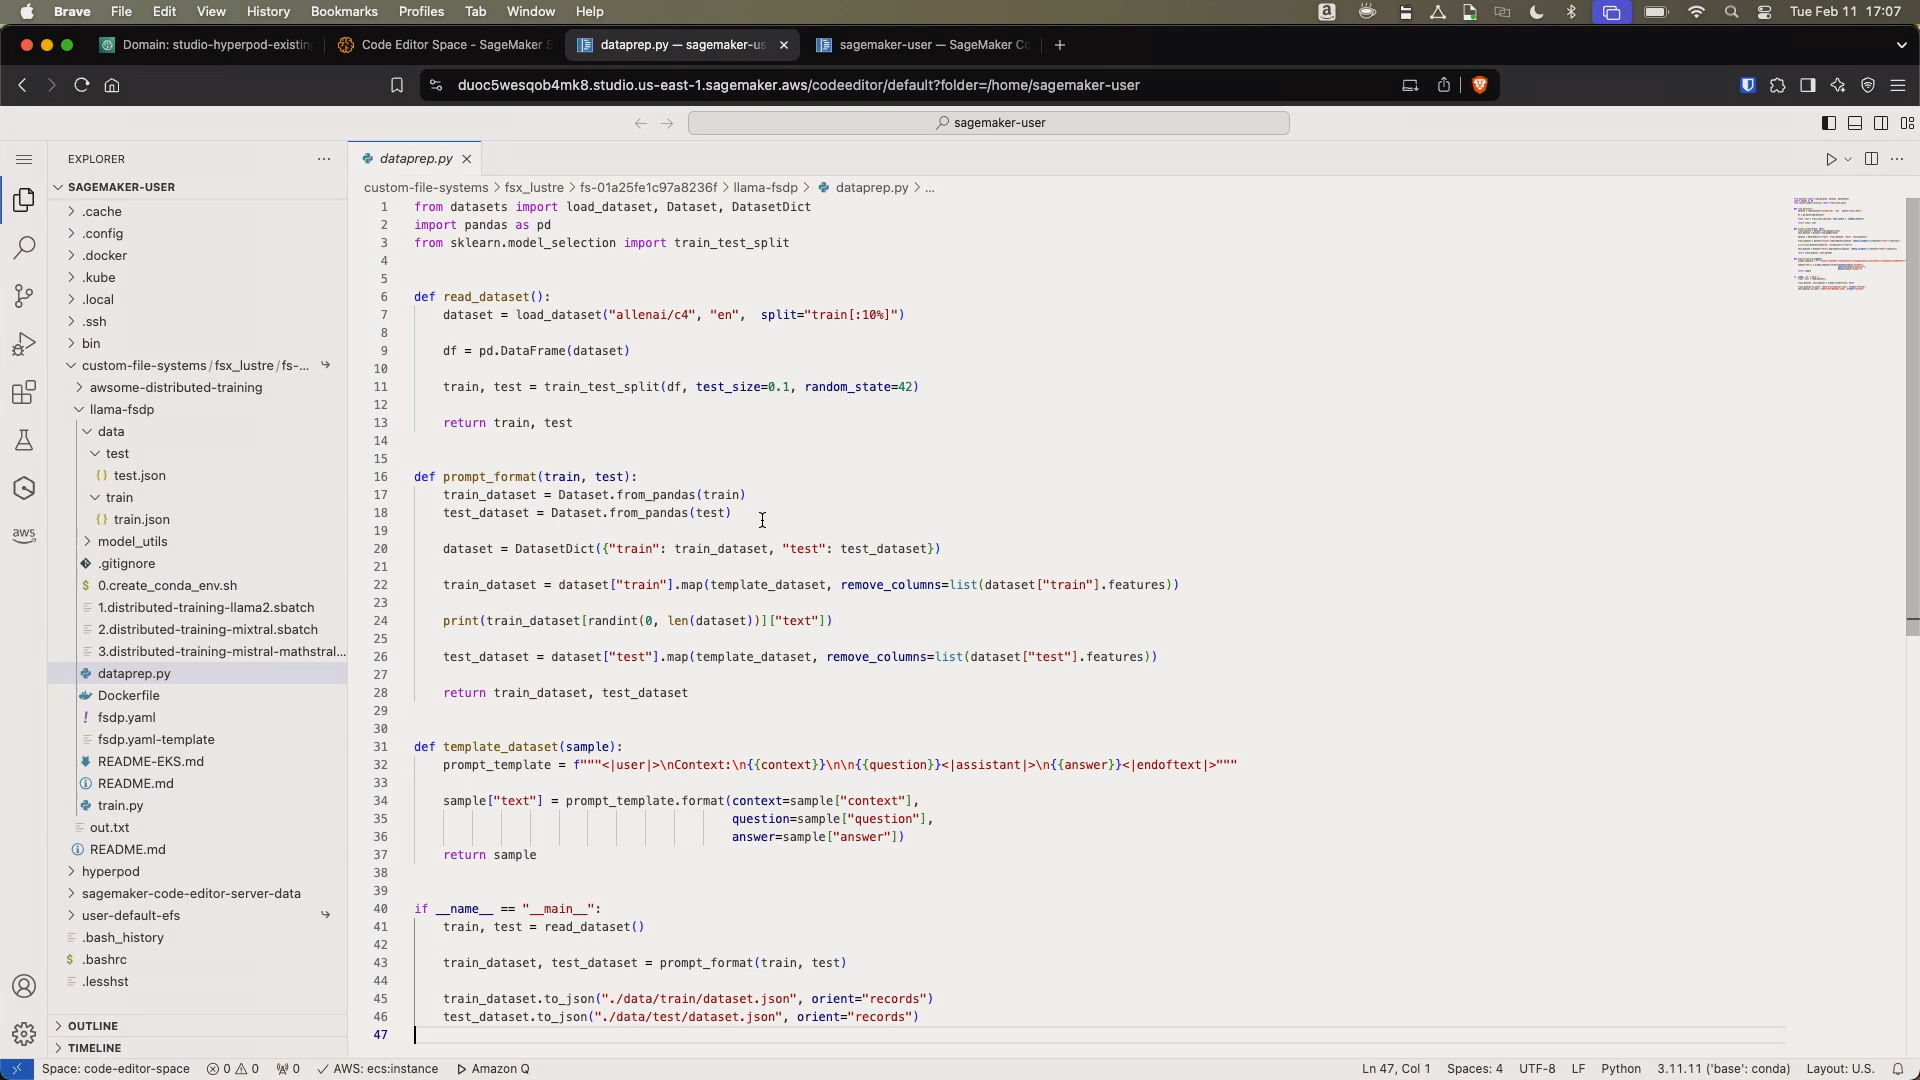 Brave File Edit View History Bookmarks Profiles Tab Window Help Tue Feb 11 17:07
Domain: studio-hyperpod-existin
Code Editor Space - SageMaker S
dataprep.py — sagemaker-us
sagemaker-user — SageMaker Co
duoc5wesqob4mk8.studio.us-east-1.sagemaker.aws/codeeditor/default?folder=/home/sagemaker-user
sagemaker-user
EXPLORER
SAGEMAKER-USER
.cache
.config
.docker
.kube
.local
.ssh
bin
custom-file-systems/fsx_lustre/fs-...
awsome-distributed-training
llama-fsdp
data
test
test.json
train
train.json
model_utils
.gitignore
0.create_conda_env.sh
1.distributed-training-llama2.sbatch
2.distributed-training-mixtral.sbatch
3.distributed-training-mistral-mathstral...
dataprep.py
Dockerfile
fsdp.yaml
fsdp.yaml-template
README-EKS.md
README.md
train.py
out.txt
README.md
hyperpod
sagemaker-code-editor-server-data
user-default-efs
.bash_history
.bashrc
.lesshst
OUTLINE
TIMELINE
aws
dataprep.py
custom-file-systems > fsx_lustre > fs-01a25fe1c97a8236f > llama-fsdp > dataprep.py > ...
1 from datasets import load_dataset, Dataset, DatasetDict
2 import pandas as pd
3 from sklearn.model_selection import train_test_split
4
5
6 def read_dataset():
7 dataset = load_dataset("allenai/c4", "en",  split="train[:10%]")
8
9 df = pd.DataFrame(dataset)
10
11 train, test = train_test_split(df, test_size=0.1, random_state=42)
12
13 return train, test
14
15
16 def prompt_format(train, test):
17 train_dataset = Dataset.from_pandas(train)
18 test_dataset = Dataset.from_pandas(test)
19
20 dataset = DatasetDict({"train": train_dataset, "test": test_dataset})
21
22 train_dataset = dataset["train"].map(template_dataset, remove_columns=list(dataset["train"].features))
23
24 print(train_dataset[randint(0, len(dataset))]["text"])
25
26 test_dataset = dataset["test"].map(template_dataset, remove_columns=list(dataset["test"].features))
27
28 return train_dataset, test_dataset
29
30
31 def template_dataset(sample):
32 prompt_template = f"""<|user|>\nContext:\n{{context}}\n\n{{question}}<|assistant|>\n{{answer}}<|endoftext|>"""
33
34 sample["text"] = prompt_template.format(context=sample["context"],
35 question=sample["question"],
36 answer=sample["answer"])
37 return sample
38
39
40 if __name__ == "__main__":
41 train, test = read_dataset()
42
43 train_dataset, test_dataset = prompt_format(train, test)
44
45 train_dataset.to_json("./data/train/dataset.json", orient="records")
46 test_dataset.to_json("./data/test/dataset.json", orient="records")
47
Space: code-editor-space 0 0 0 AWS: ecs:instance Amazon Q Ln 47, Col 1 Spaces: 4 UTF-8 LF Python 3.11.11 ('base': conda) Layout: U.S.